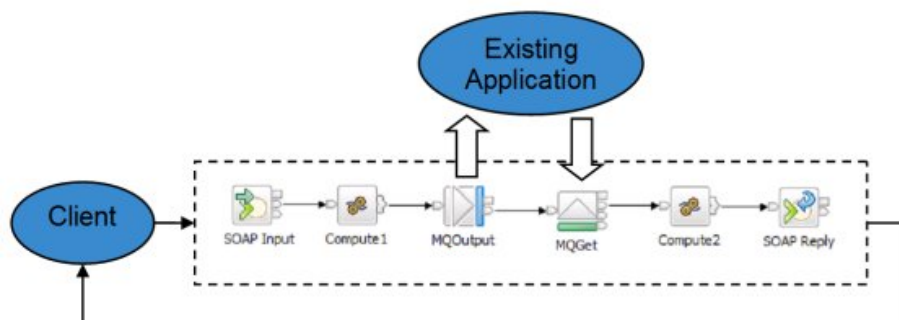 Existing
Application
Client
SOAP Input
Compute1
MQOutput
MQGet
Compute2
SOAP Reply